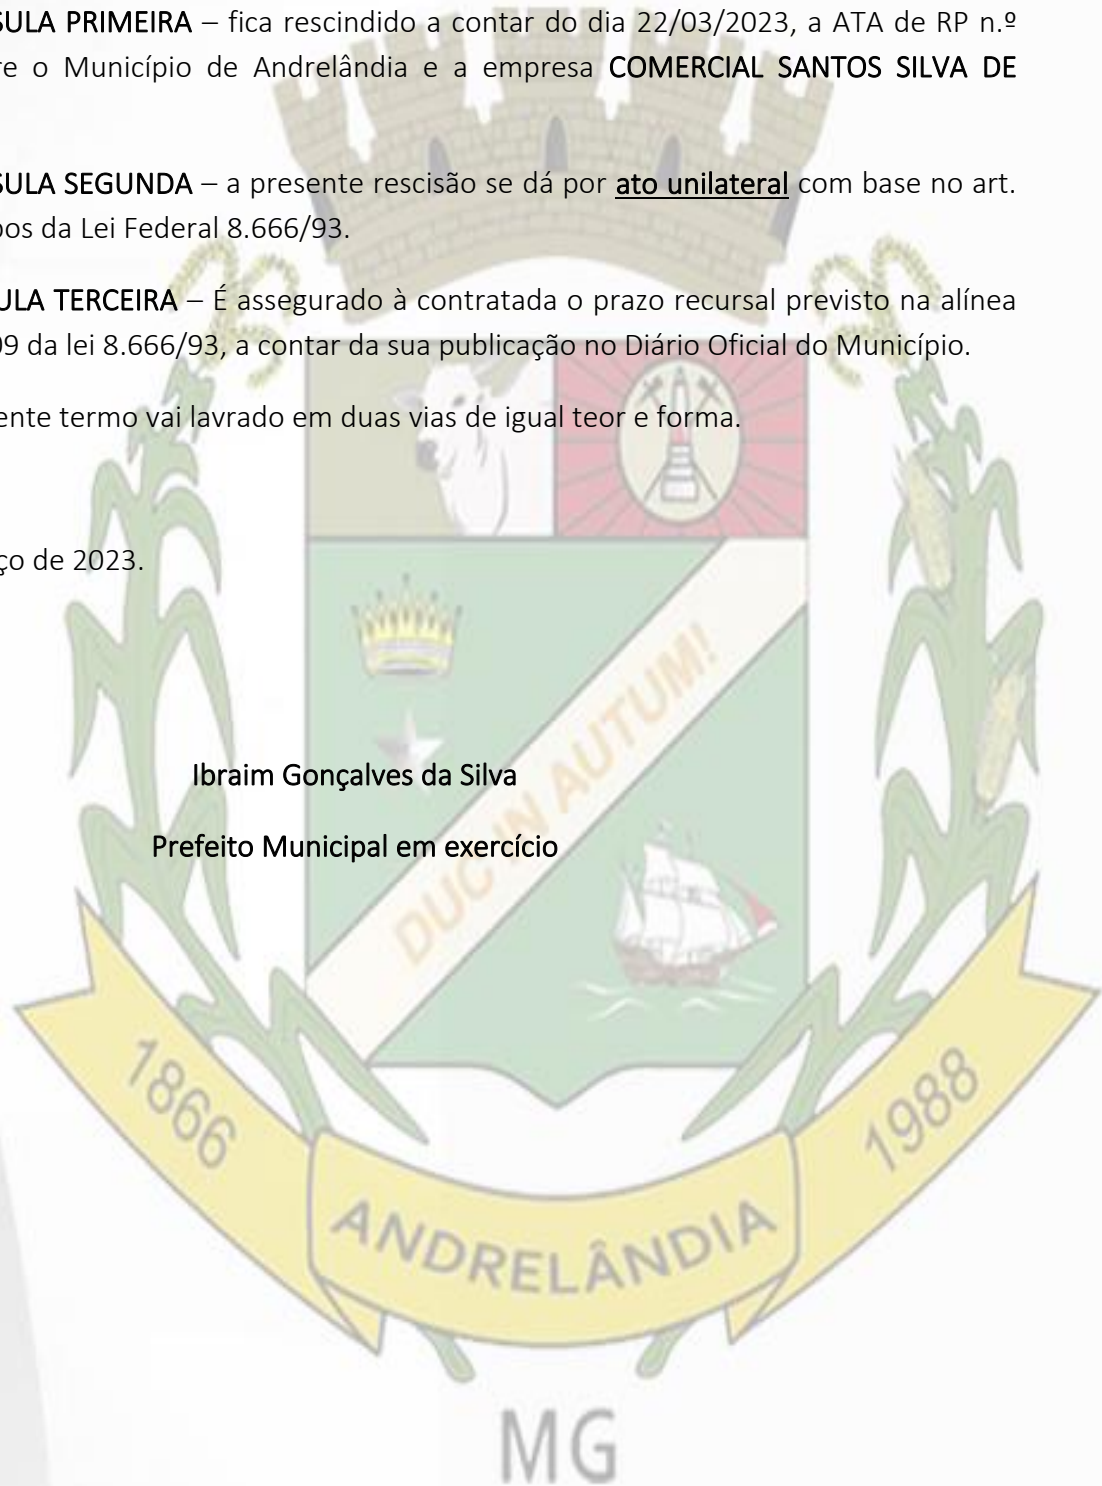 SULA PRIMEIRA – fica rescindido a contar do dia 22/03/2023, a ATA de RP n.º
re o Município de Andrelândia e a empresa COMERCIAL SANTOS SILVA DE
SULA SEGUNDA – a presente rescisão se dá por ato unilateral com base no art.
pos da Lei Federal 8.666/93.
ULA TERCEIRA – É assegurado à contratada o prazo recursal previsto na alínea
09 da lei 8.666/93, a contar da sua publicação no Diário Oficial do Município.
ente termo vai lavrado em duas vias de igual teor e forma.
ço de 2023.
Ibraim Gonçalves da Silva
Prefeito Municipal em exercício
DUC IN AUTUM!
1866
ANDRELÂNDIA
1988
MG